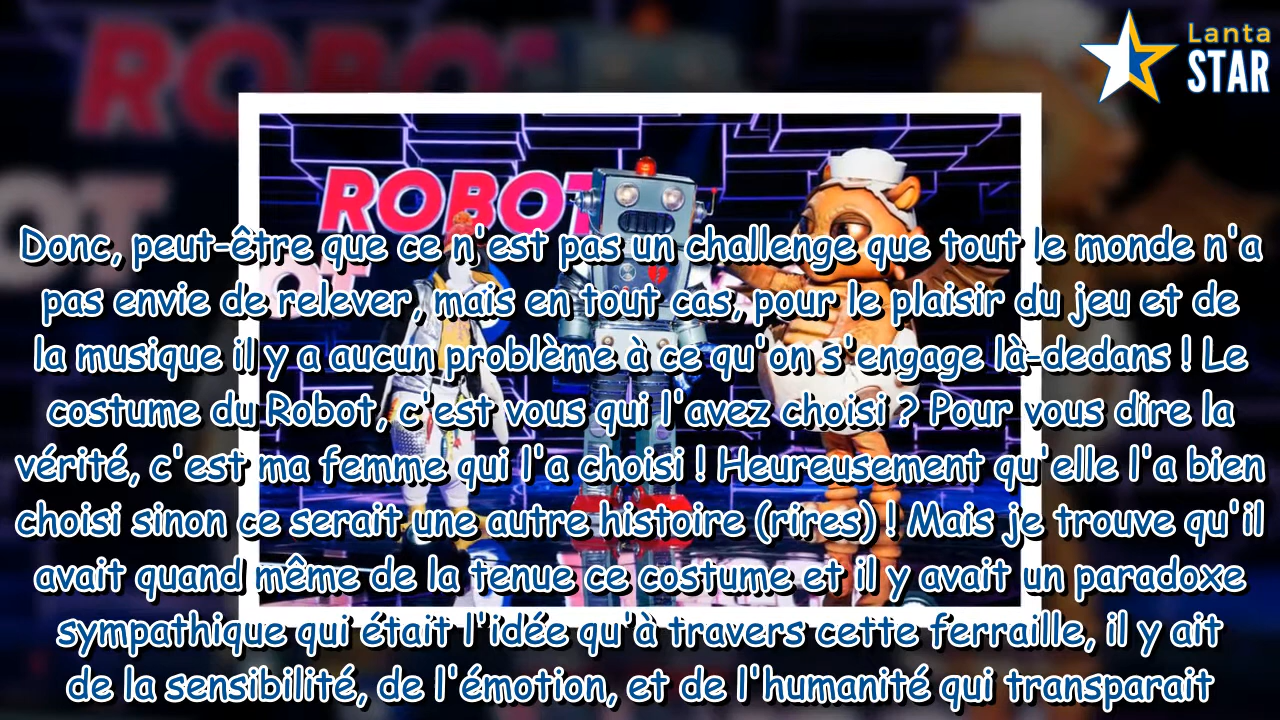 Lanta
STAR
ROBOT
Donc, peut-être que ce n'est pas un challenge que tout le monde n'a
pas envie de relever, mais en tout cas, pour le plaisir du jeu et de
la musique il y a aucun problème à ce qu'on s'engage là-dedans ! Le
costume du Robot, c'est vous qui l'avez choisi ? Pour vous dire la
vérité, c'est ma femme qui l'a choisi ! Heureusement qu'elle l'a bien
choisi sinon ce serait une autre histoire (rires) ! Mais je trouve qu'il
avait quand même de la tenue ce costume et il y avait un paradoxe
sympathique qui était l'idée qu'à travers cette ferraille, il y ait
de la sensibilité, de l'émotion, et de l'humanité qui transparait